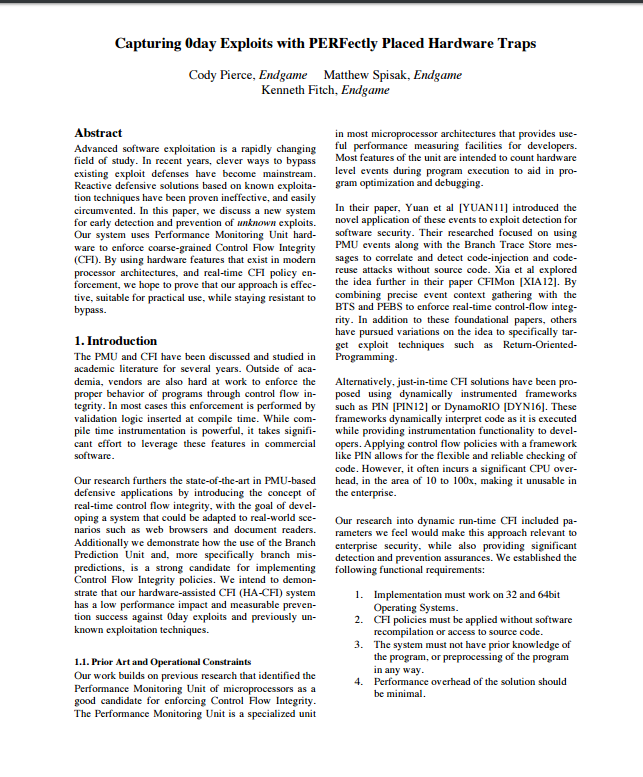 Capturing 0day Exploits with PERFectly Placed Hardware Traps
Cody Pierce, Endgame Matthew Spisak, Endgame
Kenneth Fitch, Endgame
Abstract
Advanced software exploitation is a rapidly changing
field of study. In recent years, clever ways to bypass
existing exploit defenses have become mainstream.
Reactive defensive solutions based on known exploita-
tion techniques have been proven ineffective, and easily
circumvented. In this paper, we discuss a new system
for early detection and prevention of unknown exploits.
Our system uses Performance Monitoring Unit hard-
ware to enforce coarse-grained Control Flow Integrity
(CFI). By using hardware features that exist in modern
processor architectures, and real-time CFI policy en-
forcement, we hope to prove that our approach is effec-
tive, suitable for practical use, while staying resistant to
bypass.
1. Introduction
The PMU and CFI have been discussed and studied in
academic literature for several years. Outside of aca-
demia, vendors are also hard at work to enforce the
proper behavior of programs through control flow in-
tegrity. In most cases this enforcement is performed by
validation logic inserted at compile time. While com-
pile time instrumentation is powerful, it takes signifi-
cant effort to leverage these features in commercial
software.
Our research furthers the state-of-the-art in PMU-based
defensive applications by introducing the concept of
real-time control flow integrity, with the goal of devel-
oping a system that could be adapted to real-world sce-
narios such as web browsers and document readers.
Additionally we demonstrate how the use of the Branch
Prediction Unit and, more specifically branch mis-
predictions, is a strong candidate for implementing
Control Flow Integrity policies. We intend to demon-
strate that our hardware-assisted CFI (HA-CFI) system
has a low performance impact and measurable preven-
tion success against 0day exploits and previously un-
known exploitation techniques.
1.1. Prior Art and Operational Constraints
Our work builds on previous research that identified the
Performance Monitoring Unit of microprocessors as a
good candidate for enforcing Control Flow Integrity.
The Performance Monitoring Unit is a specialized unit
in most microprocessor architectures that provides use-
ful performance measuring facilities for developers.
Most features of the unit are intended to count hardware
level events during program execution to aid in pro-
gram optimization and debugging.
In their paper, Yuan et al [YUAN11] introduced the
novel application of these events to exploit detection for
software security. Their researched focused on using
PMU events along with the Branch Trace Store mes-
sages to correlate and detect code-injection and code-
reuse attacks without source code. Xia et al explored
the idea further in their paper CFIMon [XIA12]. By
combining precise event context gathering with the
BTS and PEBS to enforce real-time control-flow integ-
rity. In addition to these foundational papers, others
have pursued variations on the idea to specifically tar-
get exploit techniques such as Return-Oriented-
Programming.
Alternatively, just-in-time CFI solutions have been pro-
posed using dynamically instrumented frameworks
such as PIN [PIN12] or DynamoRIO [DYN16]. These
frameworks dynamically interpret code as it is executed
while providing instrumentation functionality to devel-
opers. Applying control flow policies with a framework
like PIN allows for the flexible and reliable checking of
code. However, it often incurs a significant CPU over-
head, in the area of 10 to 100x, making it unusable in
the enterprise.
Our research into dynamic run-time CFI included pa-
rameters we feel would make this approach relevant to
enterprise security, while also providing significant
detection and prevention assurances. We established the
following functional requirements:
1. Implementation must work on 32 and 64bit
Operating Systems.
2. CFI policies must be applied without software
recompilation or access to source code.
3. The system must not have prior knowledge of
the program, or preprocessing of the program
in any way.
4. Performance overhead of the solution should
be minimal.